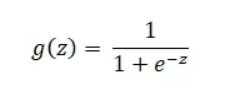 g(z) = 1 / (1 + e^{-z})